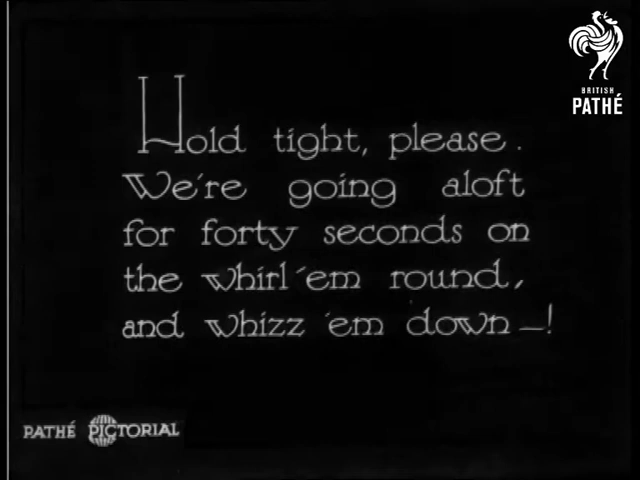 BRITISH
PATHÉ
Hold tight, please.
We're going aloft
for forty seconds on
the whirl 'em round,
and whizz 'em down—!
PATHÉ PICTORIAL